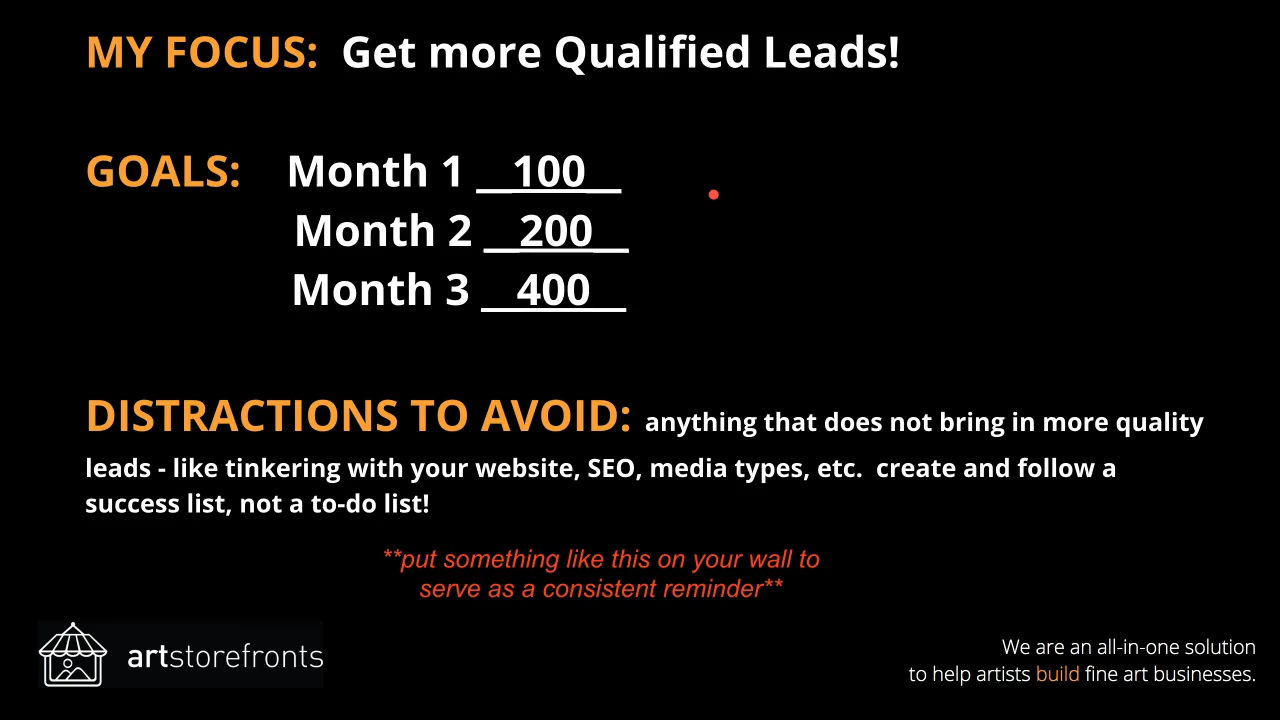 MY FOCUS: Get more Qualified Leads!
GOALS: Month 1 __100__
Month 2 __200__
Month 3 __400__
DISTRACTIONS TO AVOID: anything that does not bring in more quality
leads - like tinkering with your website, SEO, media types, etc. create and follow a
success list, not a to-do list!
**put something like this on your wall to
serve as a consistent reminder**
artstorefronts
We are an all-in-one solution
to help artists build fine art businesses.